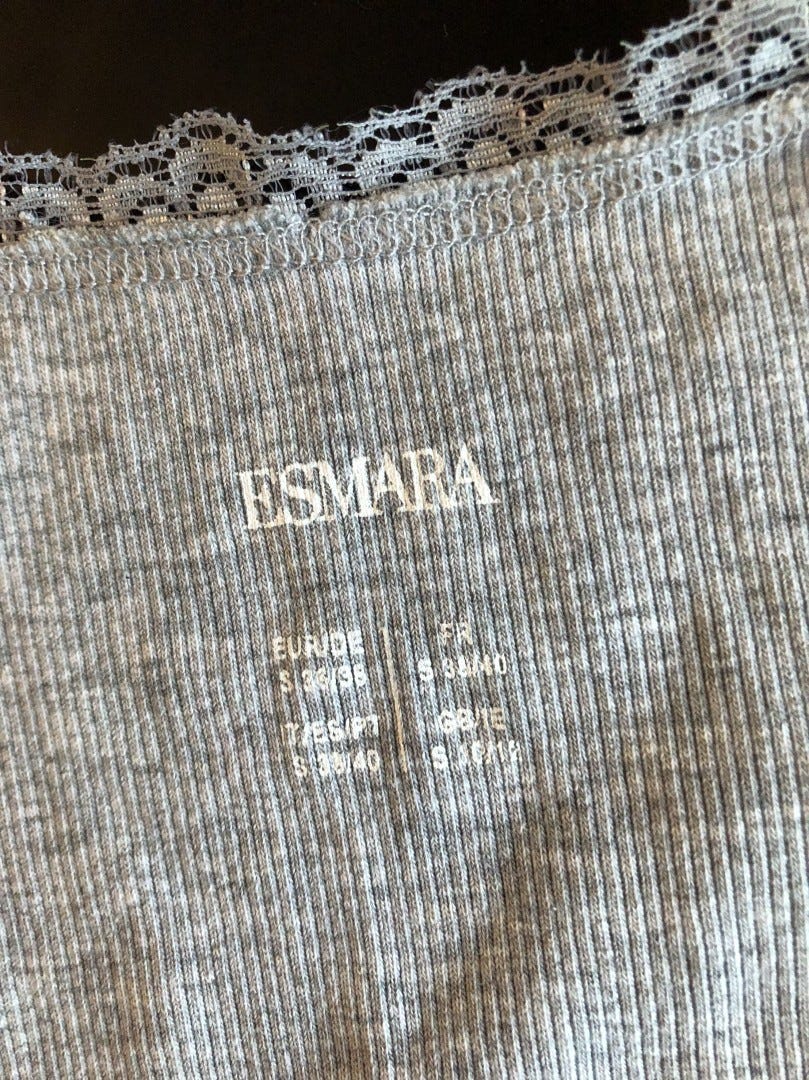 ESMARA
EUR/DE | FR
S 36/38 | S 38/40
IT/ES/PT | GB/IE
S 38/40 | S 10/12